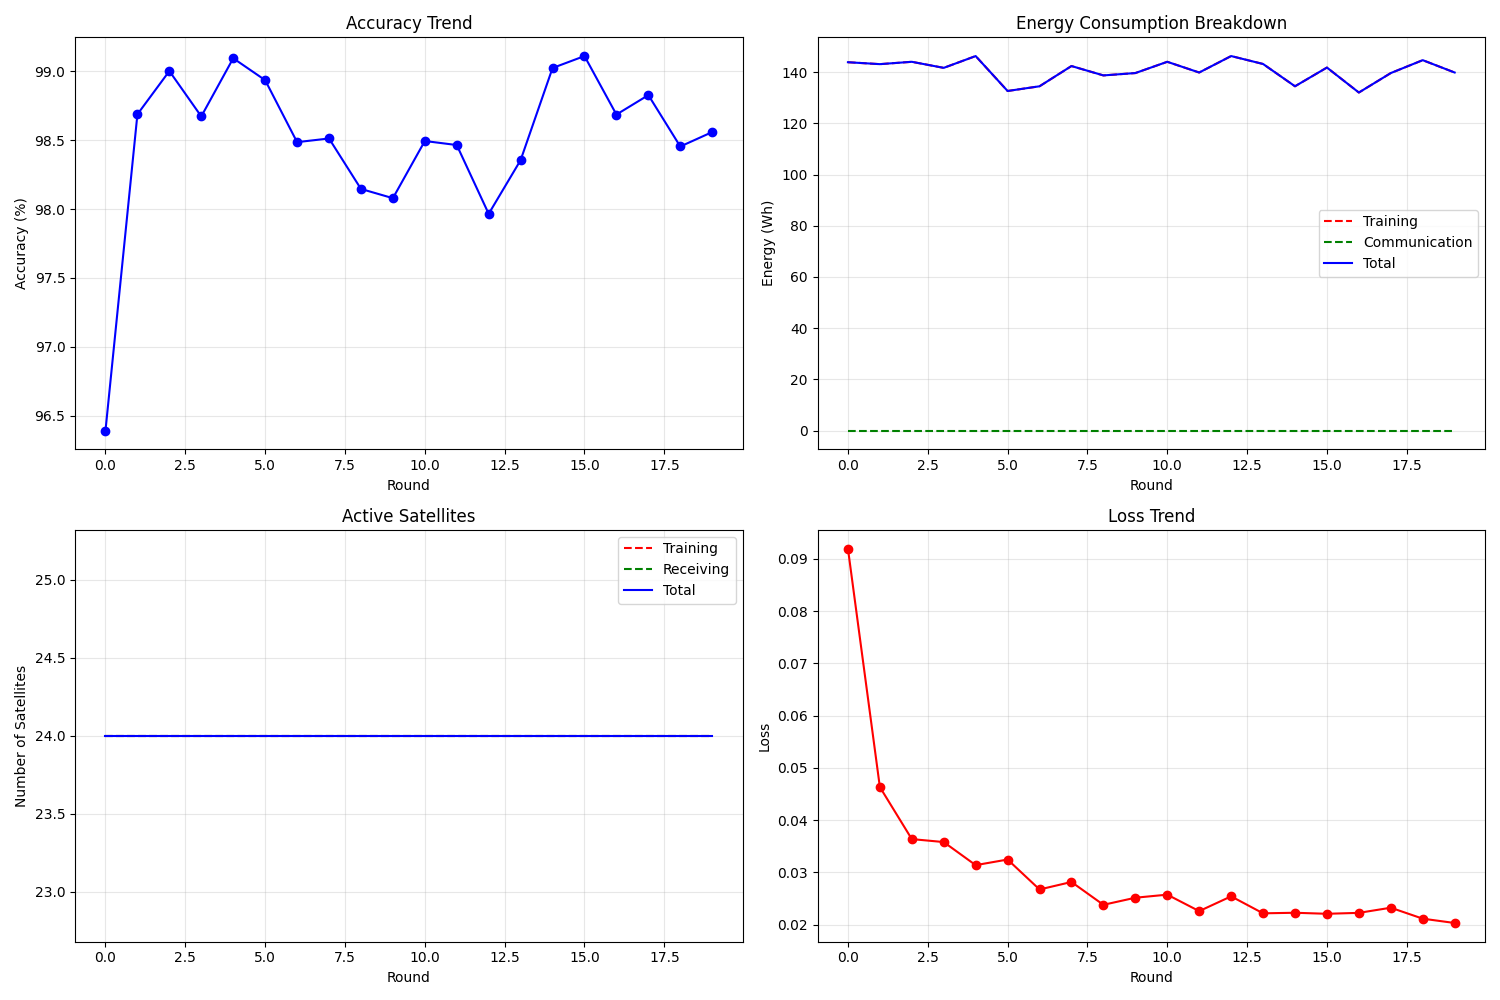 Accuracy Trend
Accuracy (%)
99.0
98.5
98.0
97.5
97.0
96.5
0.0 2.5 5.0 7.5 10.0 12.5 15.0 17.5
Round
Energy Consumption Breakdown
Energy (Wh)
140
120
100
80
60
40
20
0
Training
Communication
Total
0.0 2.5 5.0 7.5 10.0 12.5 15.0 17.5
Round
Active Satellites
Number of Satellites
25.0
24.5
24.0
23.5
23.0
Training
Receiving
Total
0.0 2.5 5.0 7.5 10.0 12.5 15.0 17.5
Round
Loss Trend
Loss
0.09
0.08
0.07
0.06
0.05
0.04
0.03
0.02
0.0 2.5 5.0 7.5 10.0 12.5 15.0 17.5
Round